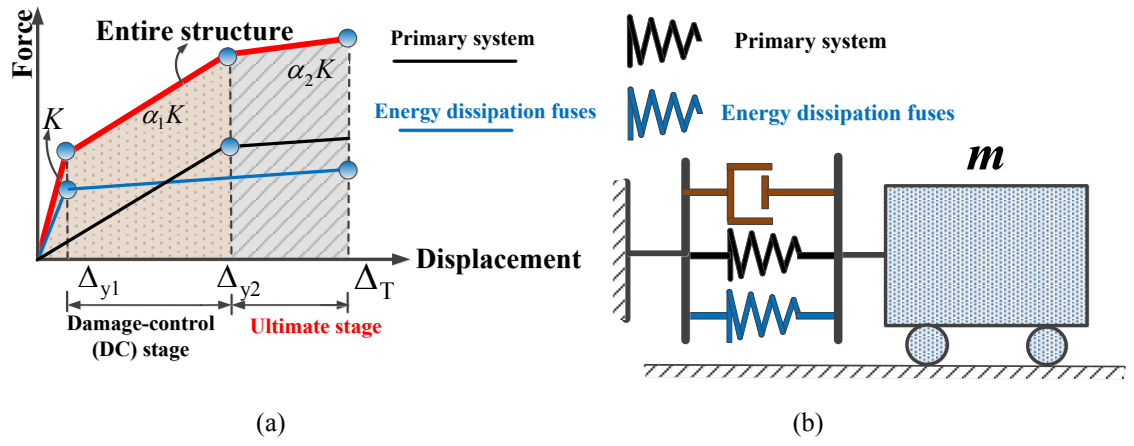 Force
Entire structure
K
α₁K
α₂K
Primary system
Energy dissipation fuses
Displacement
Δy1
Δy2
ΔT
Damage-control
(DC) stage
Ultimate stage
(a)
Primary system
Energy dissipation fuses
m
(b)